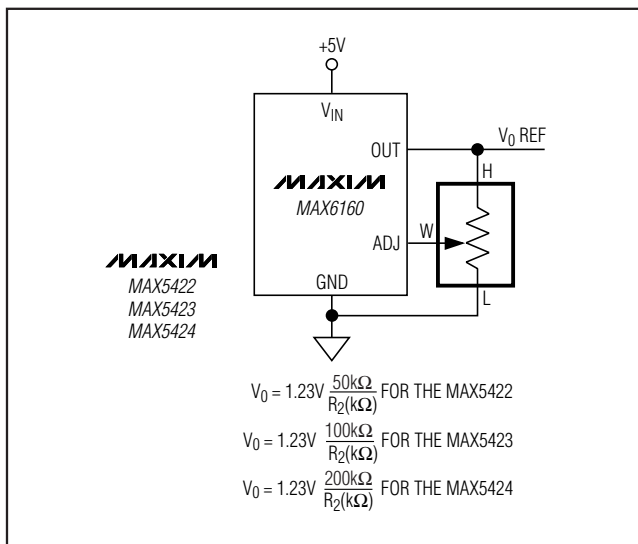 +5V
V_IN
OUT
V_0 REF
H
MAXIM
MAX6160
ADJ
W
MAXIM
MAX5422
MAX5423
MAX5424
GND
L
V_0 = 1.23V 50kΩ/R_2(kΩ) FOR THE MAX5422
V_0 = 1.23V 100kΩ/R_2(kΩ) FOR THE MAX5423
V_0 = 1.23V 200kΩ/R_2(kΩ) FOR THE MAX5424